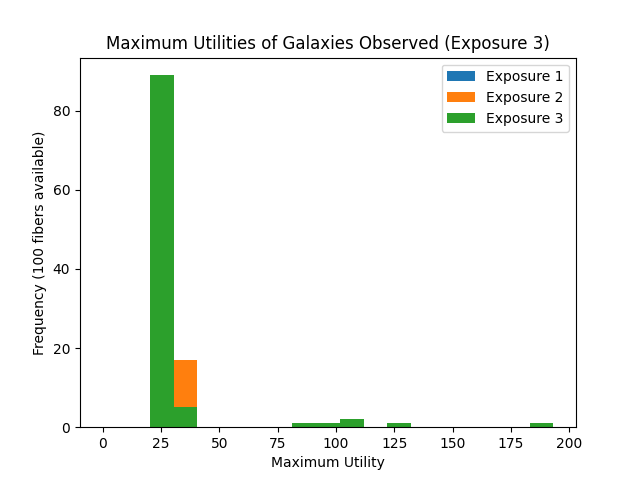 Maximum Utilities of Galaxies Observed (Exposure 3)
Exposure 1
Exposure 2
Exposure 3
Frequency (100 fibers available)
80
60
40
20
0
0 25 50 75 100 125 150 175 200
Maximum Utility